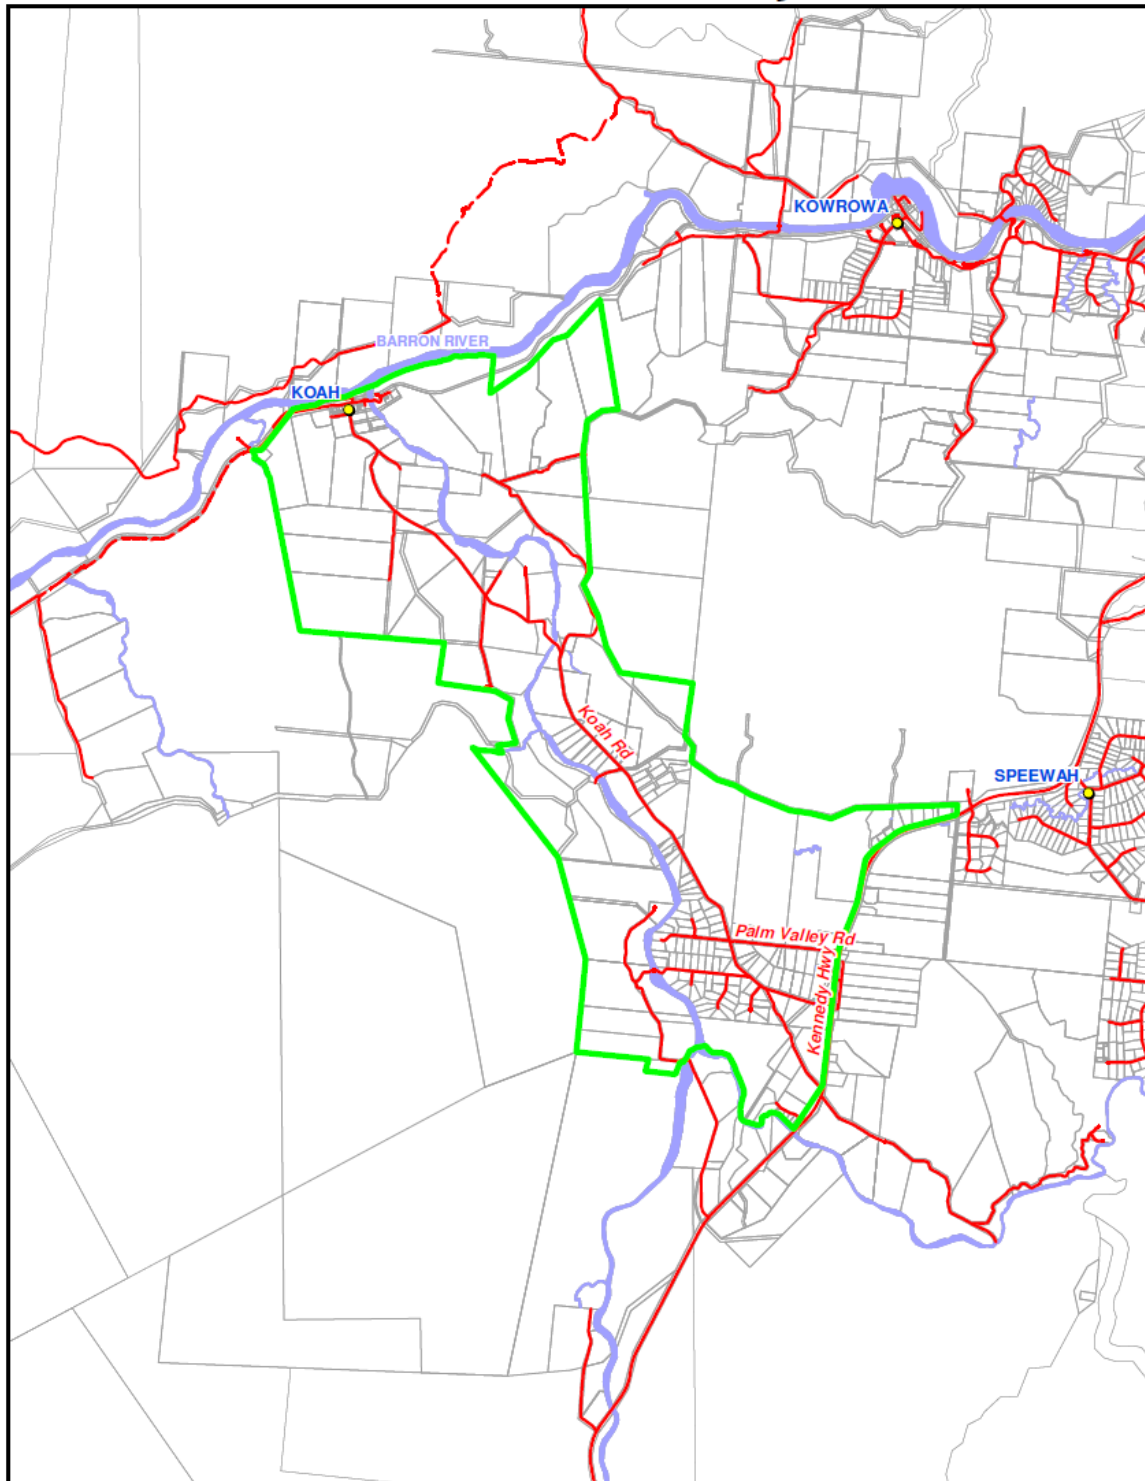 KOWROWA
BARRON RIVER
KOAH
Koah Rd
SPEEWAH
Palm Valley Rd
Kennedy Hwy